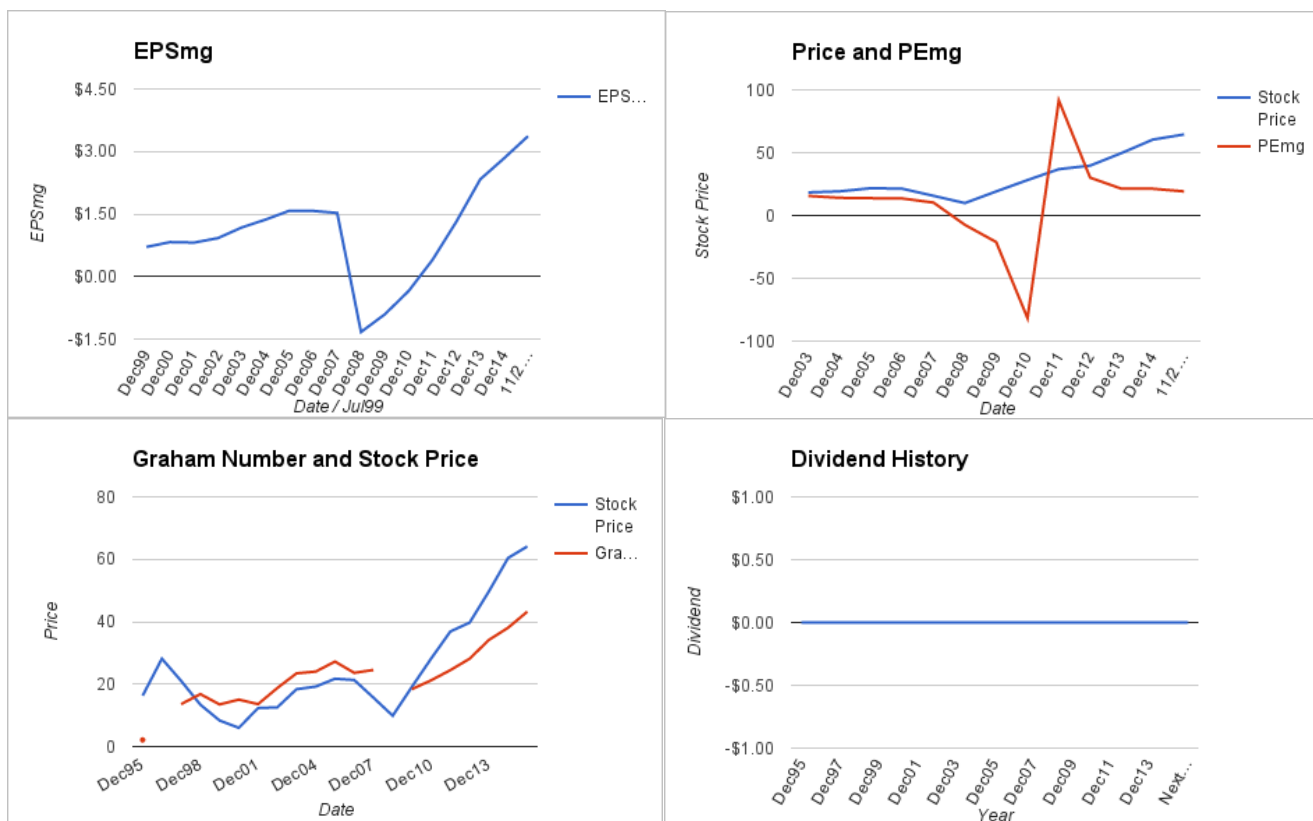 EPSmg
$4.50
$3.00
$1.50
$0.00
-$1.50
EPSmg
EPS...
Dec99
Dec00
Dec01
Dec02
Dec03
Dec04
Dec05
Dec06
Dec07
Dec08
Dec09
Dec10
Dec11
Dec12
Dec13
Dec14
11/2...
Date / Jul99
Price and PEmg
100
50
0
-50
-100
Stock Price
Stock
Price
PEmg
Dec03
Dec04
Dec05
Dec06
Dec07
Dec08
Dec09
Dec10
Dec11
Dec12
Dec13
Dec14
11/2...
Date
Graham Number and Stock Price
80
60
40
20
0
Price
Stock
Price
Gra...
Dec95
Dec98
Dec01
Dec04
Dec07
Dec10
Dec13
Date
Dividend History
$1.00
$0.50
$0.00
-$0.50
-$1.00
Dividend
Dec95
Dec97
Dec99
Dec01
Dec03
Dec05
Dec07
Dec09
Dec11
Dec13
Next...
Year